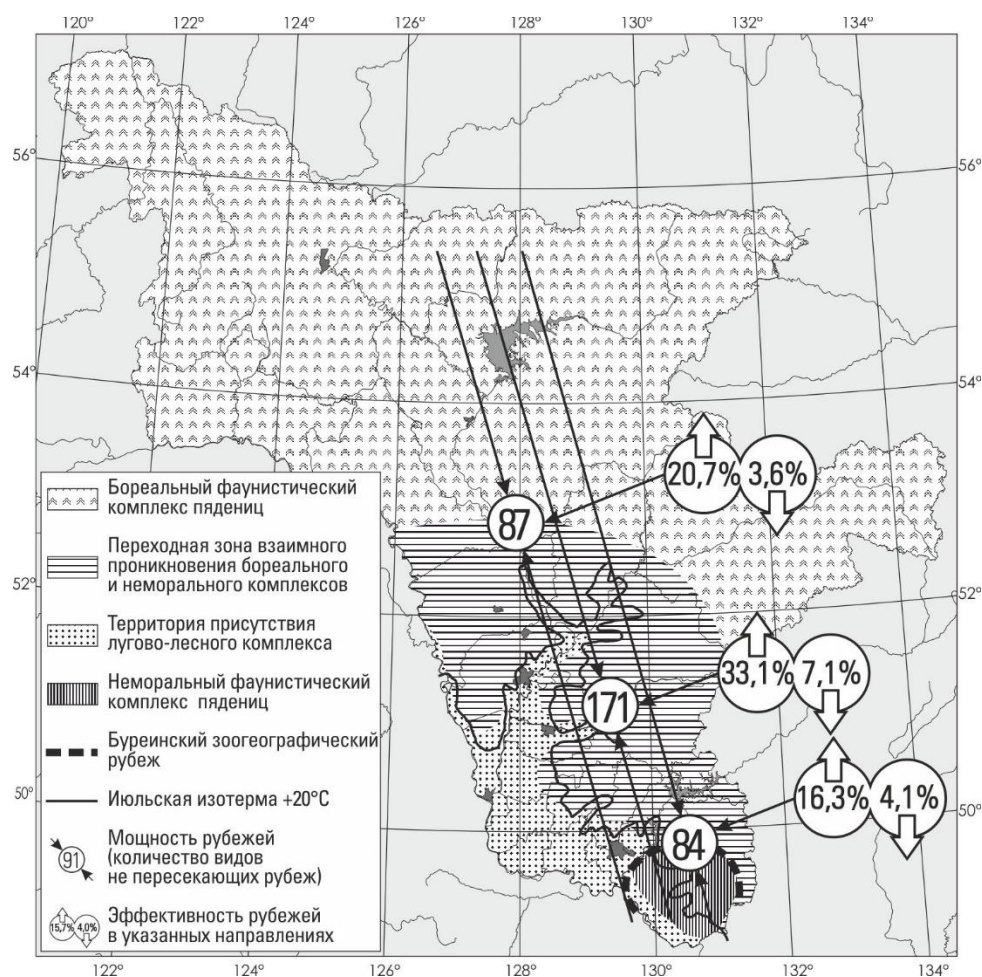 120° 122° 124° 126° 128° 130° 132° 134°
56° 56°
54° 54°
20,7% 3,6%
Бореальный фаунистический
комплекс пядениц
87
Переходная зона взаимного
проникновения бореального
и неморального комплексов
52° 52°
Территория присутствия
лугово-лесного комплекса
33,1% 7,1%
Неморальный фаунистический
комплекс пядениц
171
Буреинский зоогеографический
рубеж
Июльская изотерма +20°C
50° 16,3% 4,1% 50°
Мощность рубежей
(количество видов
не пересекающих рубеж)
91
84
Эффективность рубежей
в указанных направлениях
15,7% 4,0%
122° 124° 126° 128° 130° 132° 134°